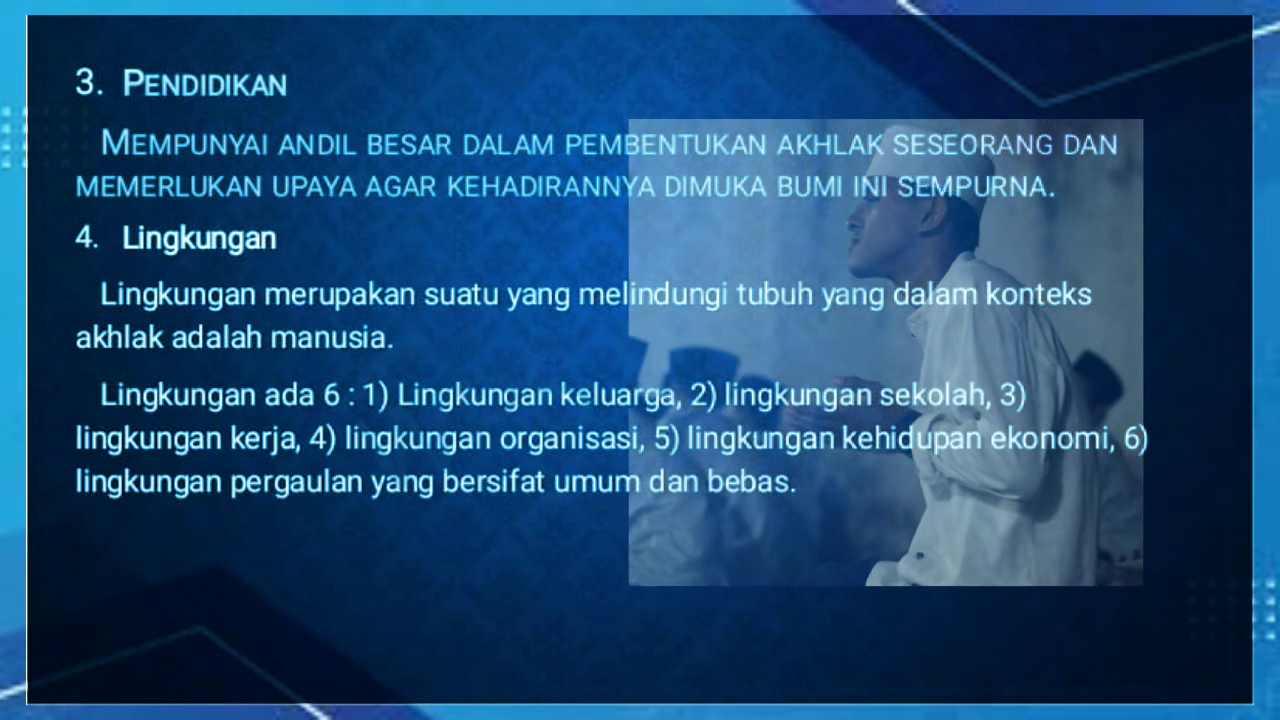 3. PENDIDIKAN
MEMPUNYAI ANDIL BESAR DALAM PEMBENTUKAN AKHLAK SESEORANG DAN
MEMERLUKAN UPAYA AGAR KEHADIRANNYA DIMUKA BUMI INI SEMPURNA.
4. Lingkungan
Lingkungan merupakan suatu yang melindungi tubuh yang dalam konteks
akhlak adalah manusia.
Lingkungan ada 6 : 1) Lingkungan keluarga, 2) lingkungan sekolah, 3)
lingkungan kerja, 4) lingkungan organisasi, 5) lingkungan kehidupan ekonomi, 6)
lingkungan pergaulan yang bersifat umum dan bebas.